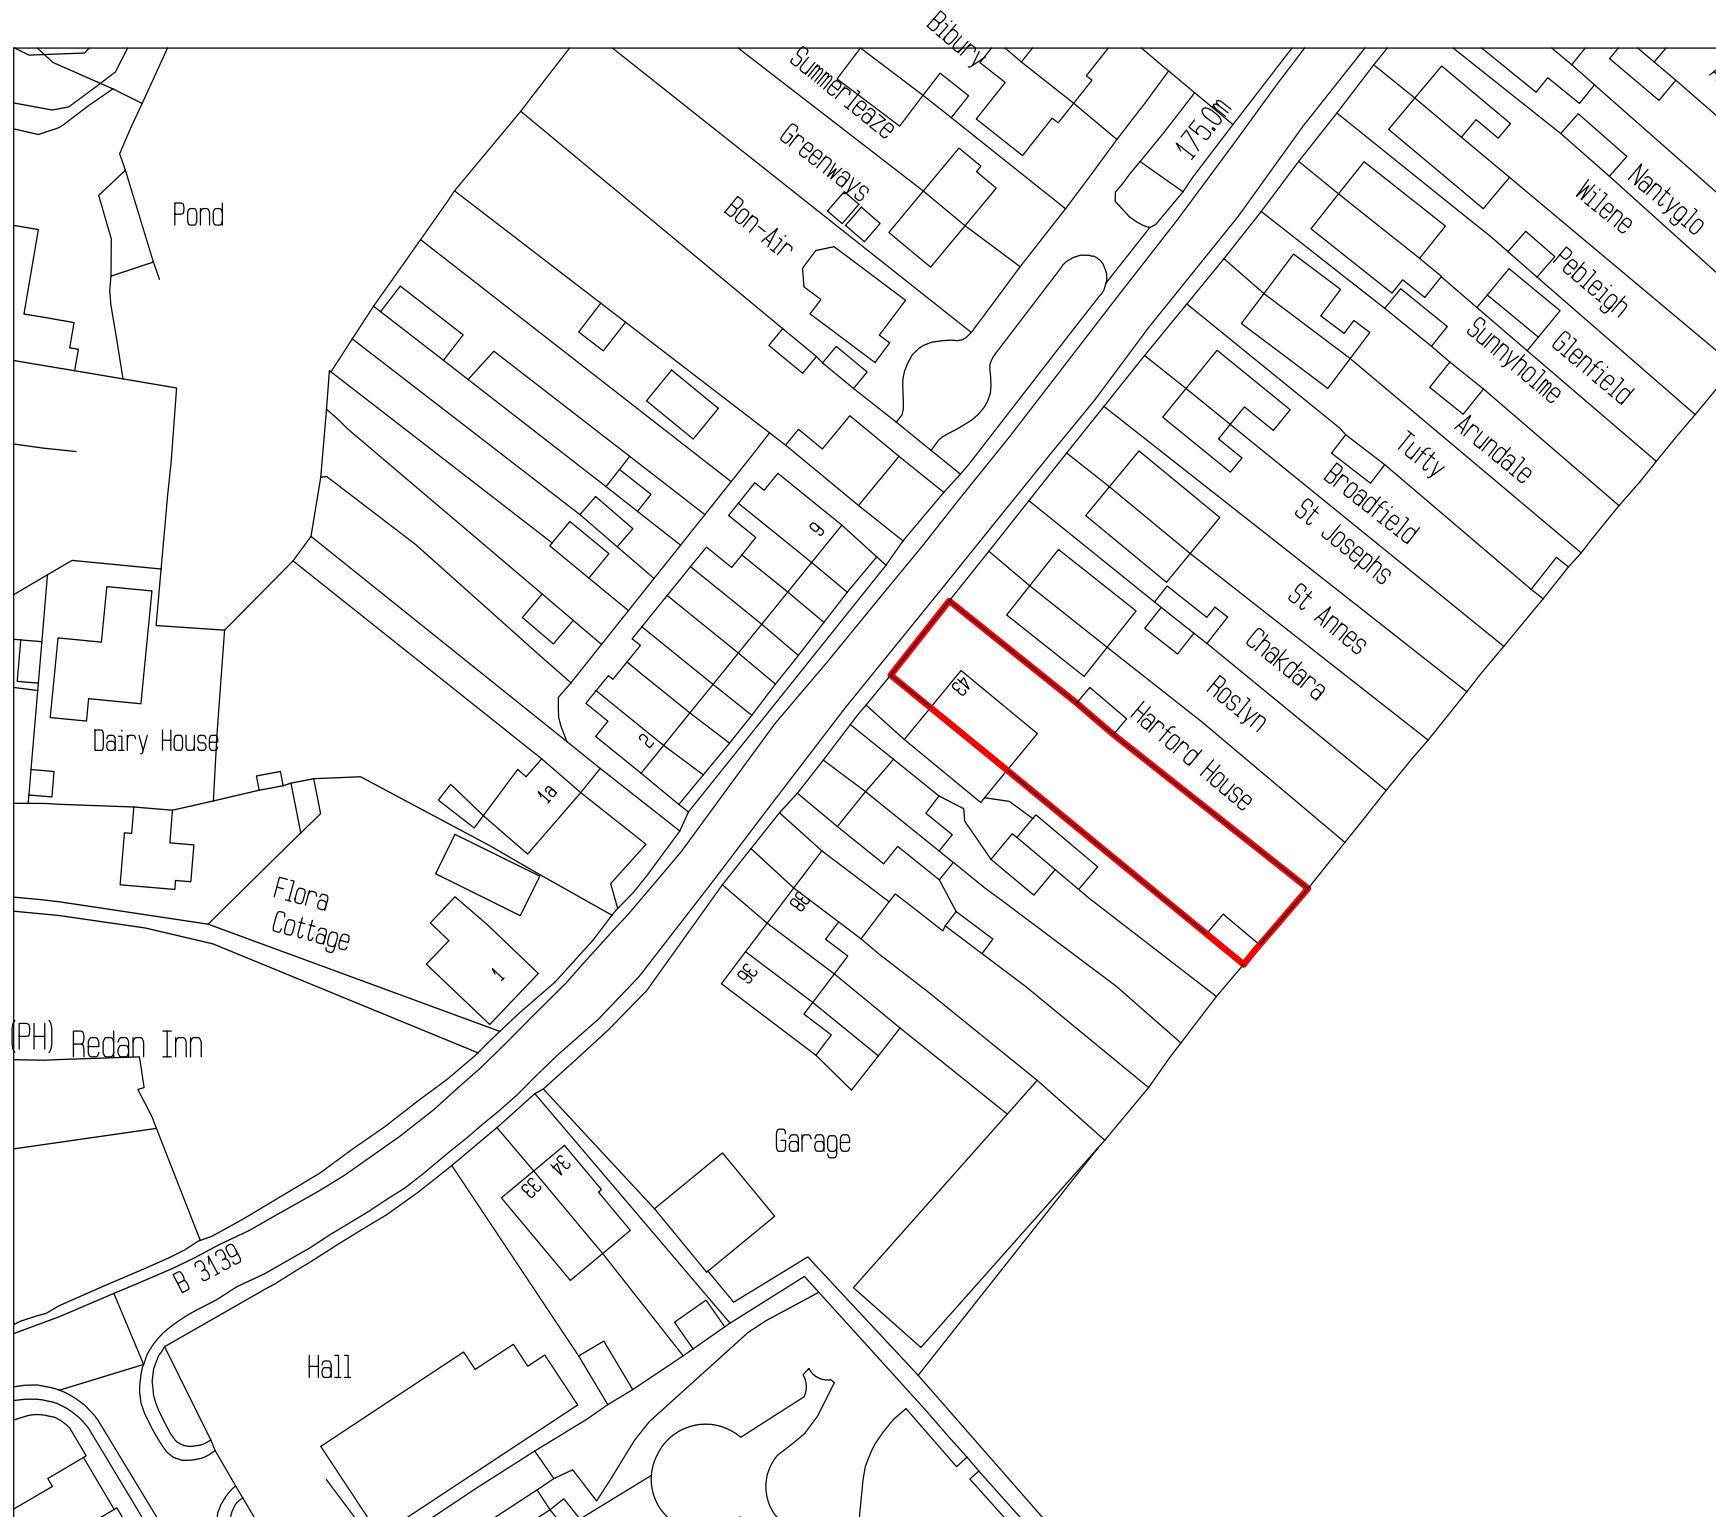 Bibury
Summerleaze
Greenways
Bon-Air
175.0m
Nantyglo
Wilene
Pebleigh
Glenfield
Sunnyholme
Arundale
Tufty
Broadfield
St Josephs
St Annes
Chakdara
Roslyn
Harford House
Pond
9
43
2
1a
Dairy House
Flora
Cottage
1
38
36
(PH) Redan Inn
Garage
34
33
B 3139
Hall